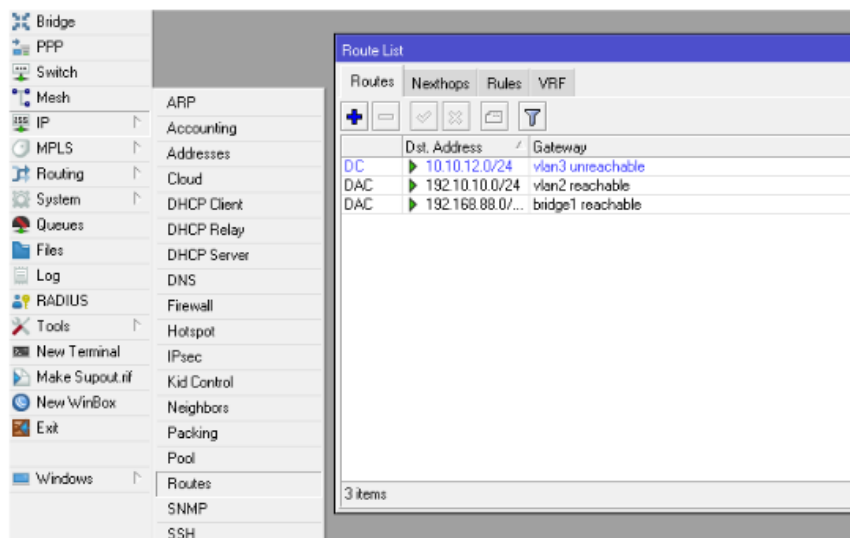 Bridge
PPP
Switch
Mesh
IP
MPLS
Routing
System
Queues
Files
Log
RADIUS
Tools
New Terminal
Make Supout.rif
New WinBox
Exit
Windows
ARP
Accounting
Addresses
Cloud
DHCP Client
DHCP Relay
DHCP Server
DNS
Firewall
Hotspot
IPsec
Kid Control
Neighbors
Packing
Pool
Routes
SNMP
SSH
Route List
Routes Nexthops Rules VRF
Dst. Address / Gateway
DC 10.10.12.0/24 vlan3 unreachable
DAC 192.10.10.0/24 vlan2 reachable
DAC 192.168.88.0/... bridge1 reachable
3 items